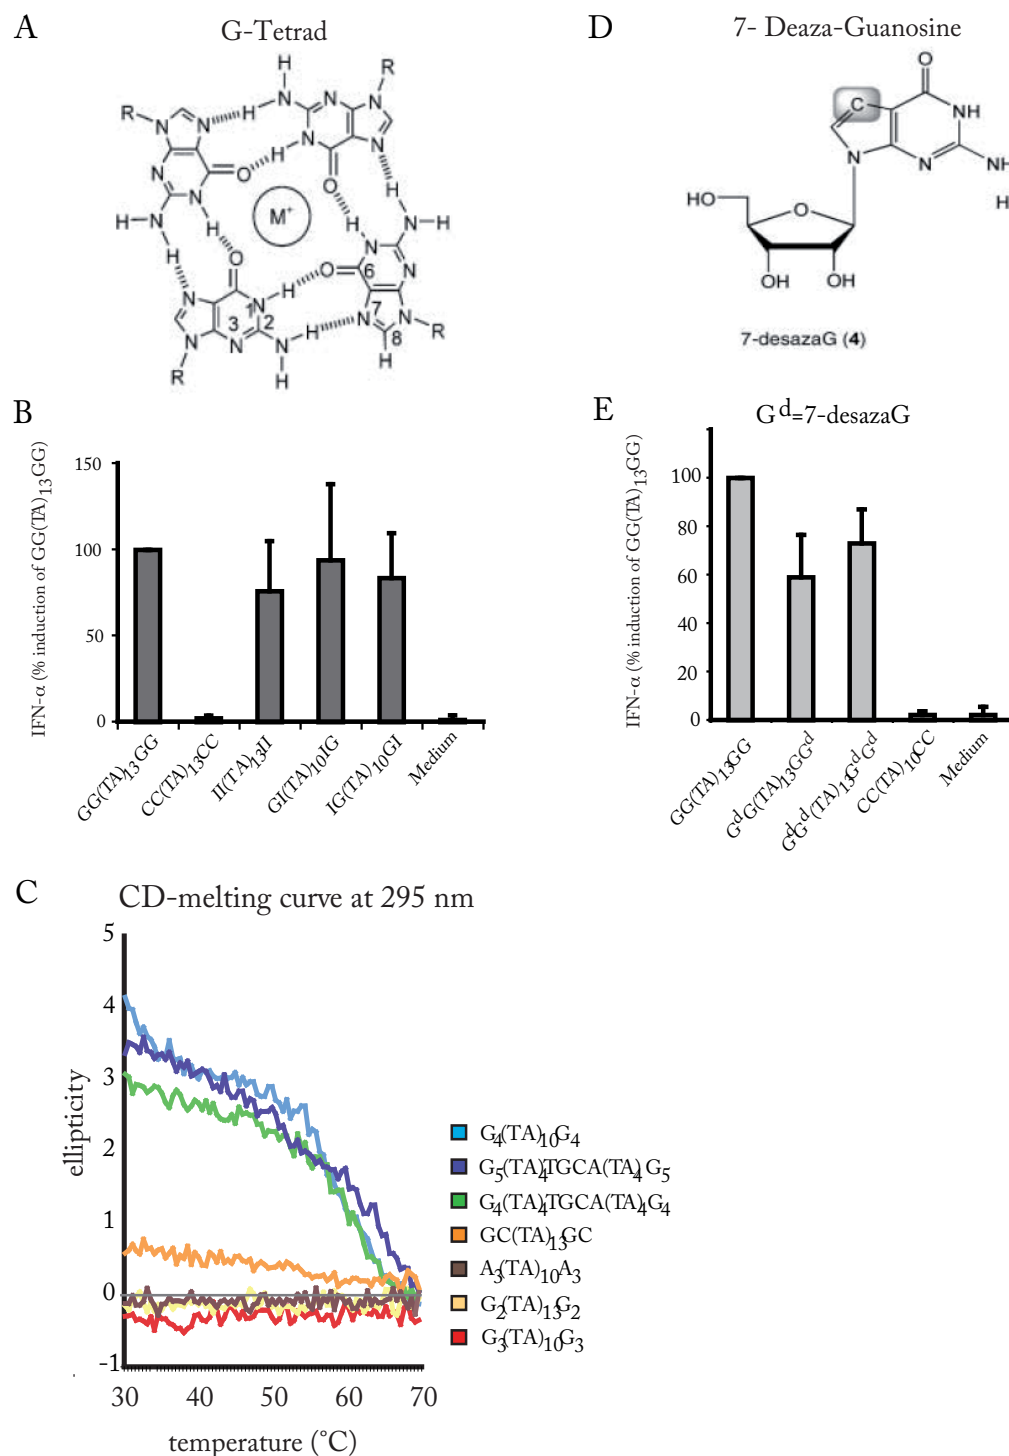 A
G-Tetrad
H
H
N
N
N
R
R
N
N
H
N
N
N
N
H
N
O
O
N
N
N
H
H
H
M+
H
H
N
N
N
H
O
O
6
N
N
N
1
H
7
N
N
3
2
8
N
N
N
H
H
R
R
H
D
7- Deaza-Guanosine
O
C
NH
N
N
NH
H
HO
O
OH
OH
7-desazaG (4)
B
IFN-α (% induction of GG(TA)13GG)
150
100
50
0
GG(TA)13GG
CC(TA)13CC
II(TA)13II
GI(TA)10IG
IG(TA)10GI
Medium
E
Gd=7-desazaG
IFN-α (% induction of GG(TA)13GG)
100
80
60
40
20
0
GG(TA)13GG
GdG(TA)13GGd
GdGd(TA)13GdGd
CC(TA)10CC
Medium
C
CD-melting curve at 295 nm
ellipticity
5
4
3
2
1
0
-1
30
40
50
60
70
temperature (°C)
G4(TA)10G4
G5(TA)4TGCA(TA)4G5
G4(TA)4TGCA(TA)4G4
GC(TA)13GC
A3(TA)10A3
G2(TA)13G2
G3(TA)10G3